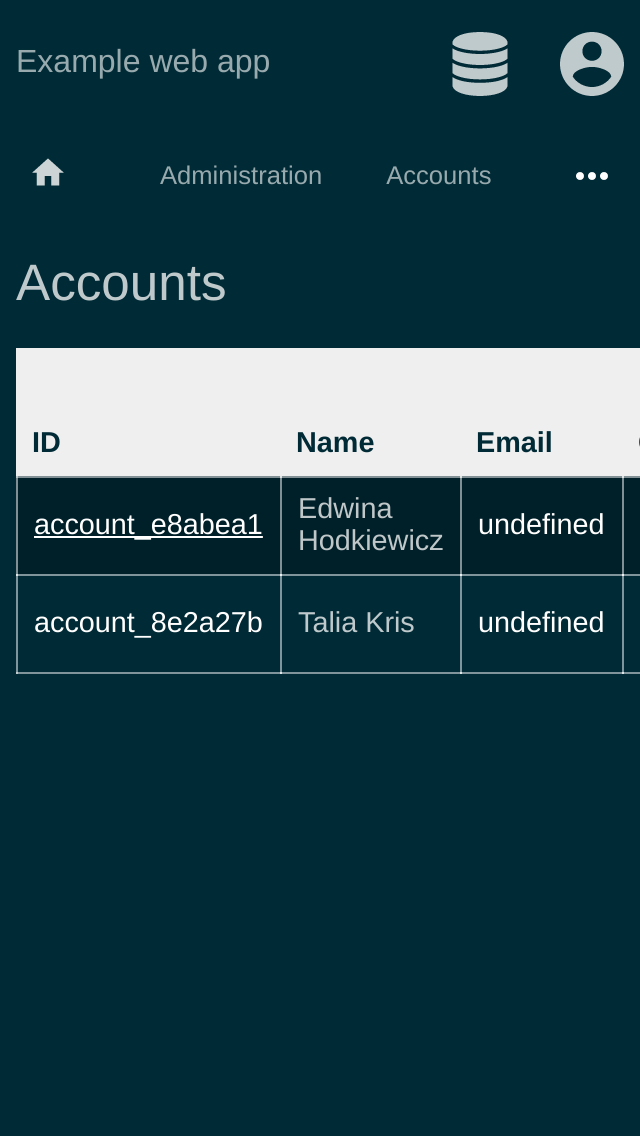 Example web app
Administration Accounts
Accounts
ID Name Email
account_e8abea1 Edwina Hodkiewicz undefined
account_8e2a27b Talia Kris undefined